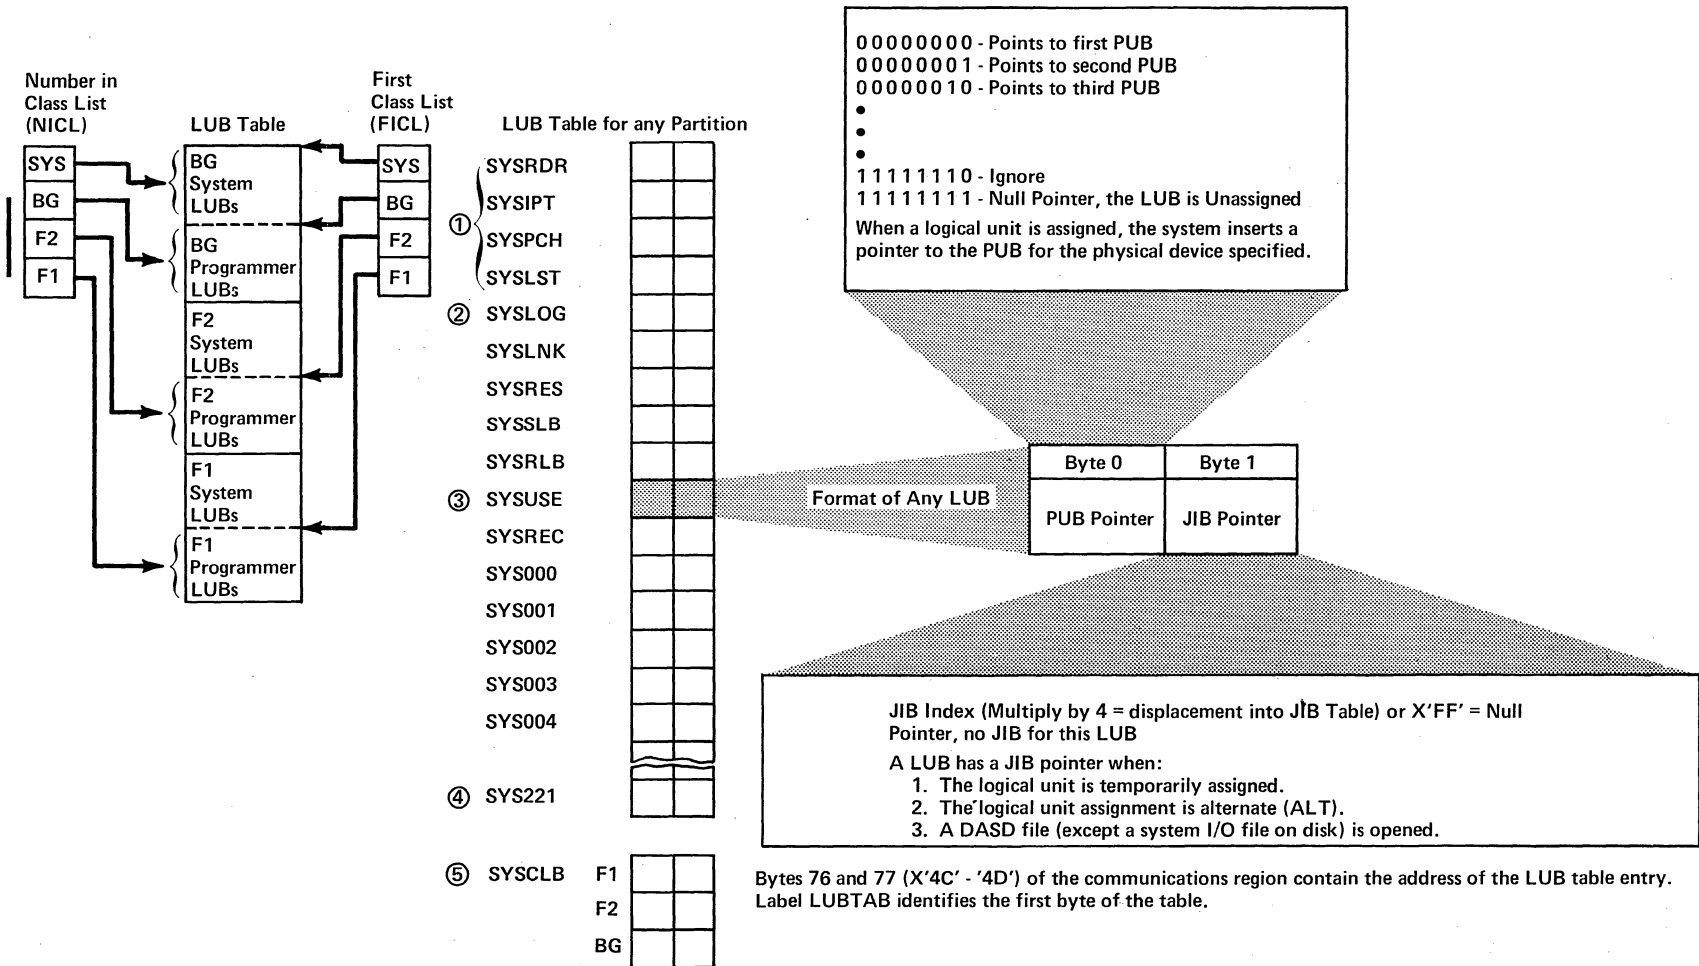 Number in
Class List
(NICL)
SYS
BG
F2
F1
LUB Table
BG
System
LUBs
BG
Programmer
LUBs
F2
System
LUBs
F2
Programmer
LUBs
F1
System
LUBs
F1
Programmer
LUBs
First
Class List
(FICL)
SYS
BG
F2
F1
LUB Table for any Partition
① SYSRDR
SYSIPT
SYSPCH
SYSLST
② SYSLOG
SYSLNK
SYSRES
SYSSLB
SYSRLB
③ SYSUSE
SYSREC
SYS000
SYS001
SYS002
SYS003
SYS004
④ SYS221
⑤ SYSCLB F1
F2
BG
00000000 - Points to first PUB
00000001 - Points to second PUB
00000010 - Points to third PUB
•
•
•
11111110 - Ignore
11111111 - Null Pointer, the LUB is Unassigned
When a logical unit is assigned, the system inserts a
pointer to the PUB for the physical device specified.
Format of Any LUB
Byte 0 Byte 1
PUB Pointer JIB Pointer
JIB Index (Multiply by 4 = displacement into JIB Table) or X'FF' = Null
Pointer, no JIB for this LUB
A LUB has a JIB pointer when:
1. The logical unit is temporarily assigned.
2. The logical unit assignment is alternate (ALT).
3. A DASD file (except a system I/O file on disk) is opened.
Bytes 76 and 77 (X'4C' - '4D') of the communications region contain the address of the LUB table entry.
Label LUBTAB identifies the first byte of the table.